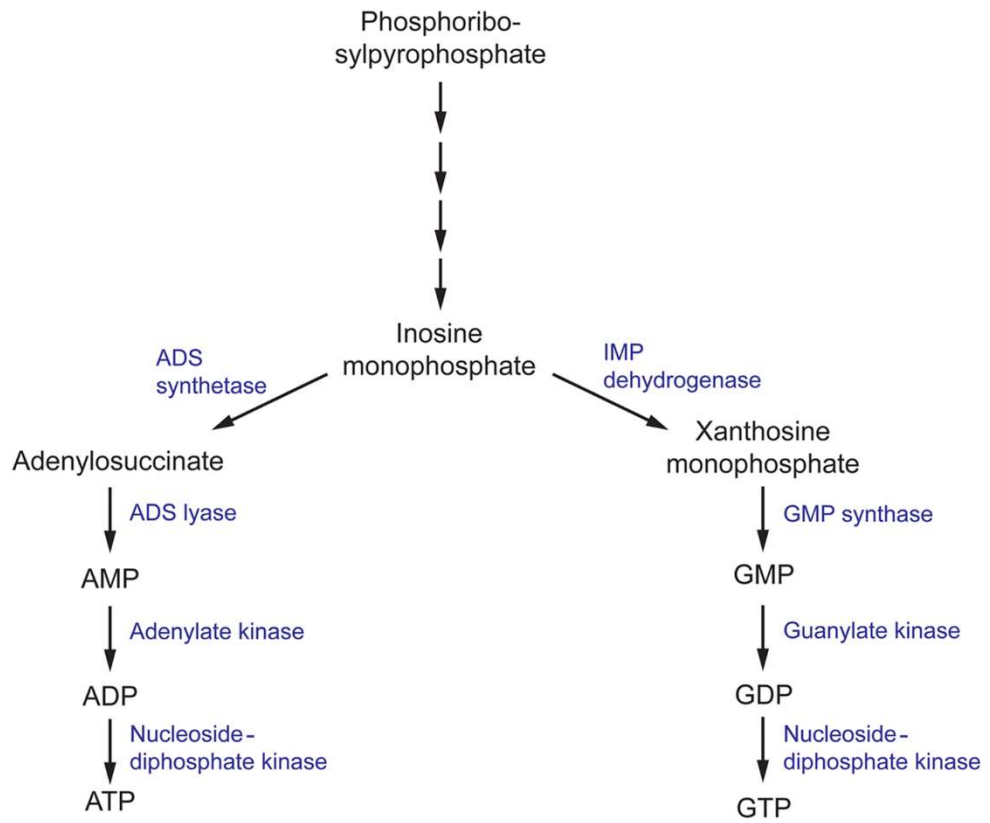 Phosphoribo-
sylpyrophosphate
Inosine
monophosphate
ADS
synthetase
IMP
dehydrogenase
Adenylosuccinate
Xanthosine
monophosphate
ADS lyase
GMP synthase
AMP
GMP
Adenylate kinase
Guanylate kinase
ADP
GDP
Nucleoside-
diphosphate kinase
Nucleoside-
diphosphate kinase
ATP
GTP